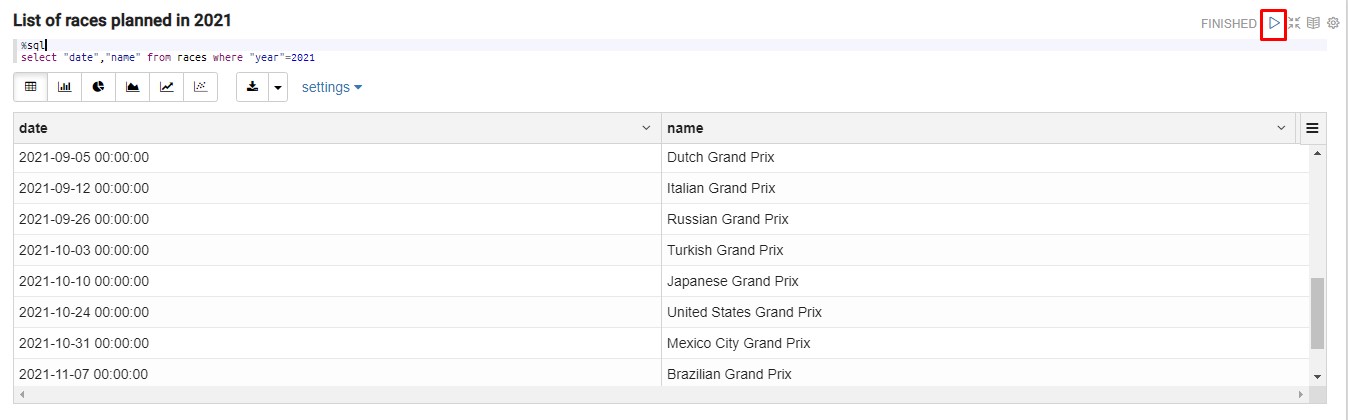 List of races planned in 2021
FINISHED
%sql
select "date","name" from races where "year"=2021
settings
date name
2021-09-05 00:00:00 Dutch Grand Prix
2021-09-12 00:00:00 Italian Grand Prix
2021-09-26 00:00:00 Russian Grand Prix
2021-10-03 00:00:00 Turkish Grand Prix
2021-10-10 00:00:00 Japanese Grand Prix
2021-10-24 00:00:00 United States Grand Prix
2021-10-31 00:00:00 Mexico City Grand Prix
2021-11-07 00:00:00 Brazilian Grand Prix